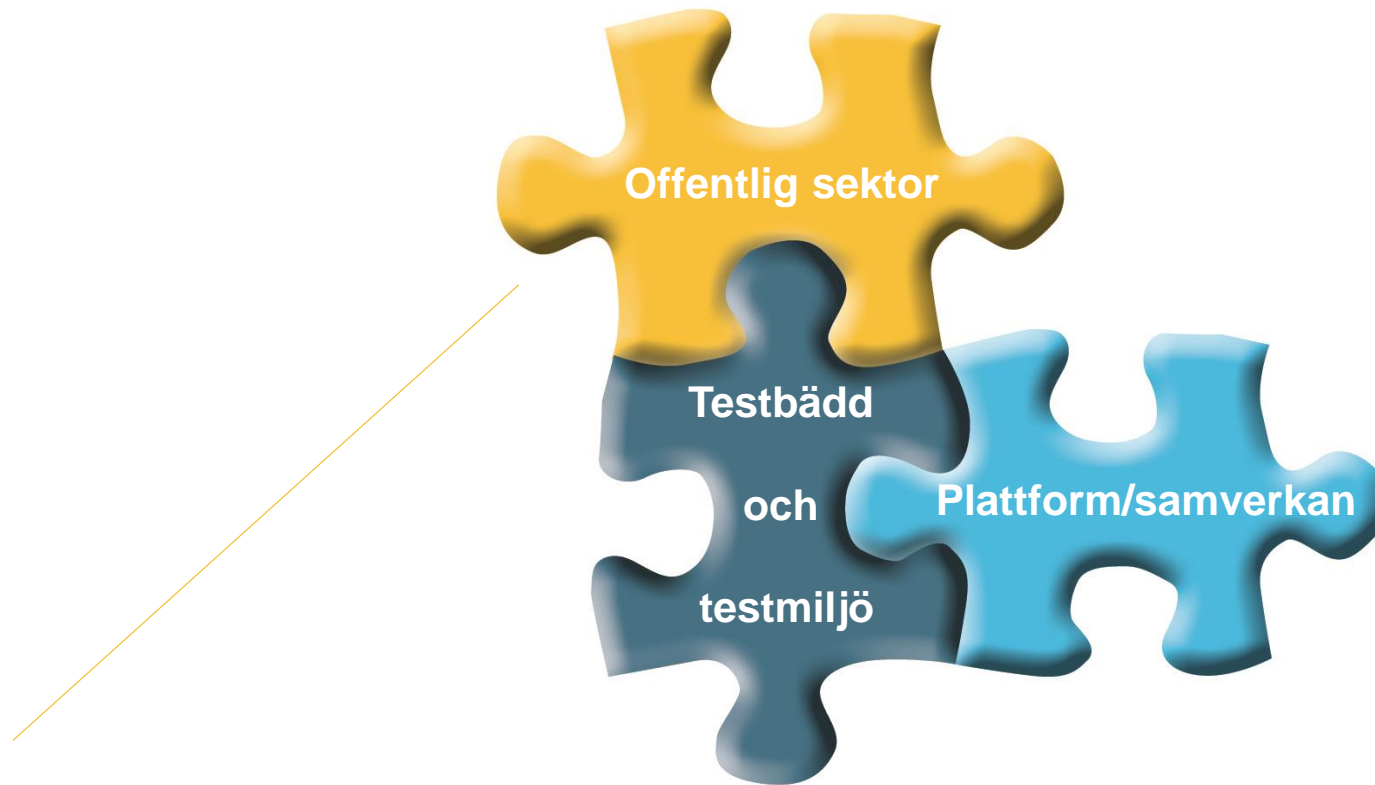 Offentlig sektor
Testbädd
och
testmiljö
Plattform/samverkan